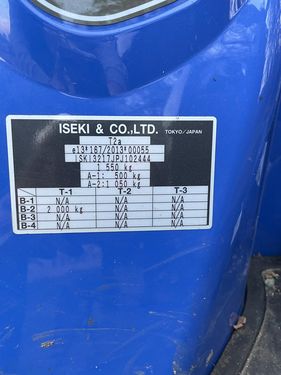 ISEKI & CO.,LTD. TOKYO/JAPAN
T2a
e13*167/2013*00055
ISKI3217JPJ102444
1 550 kg
A-1: 500 kg
A-2:1 050 kg
T-1 T-2 T-3
B-1 N/A N/A N/A
B-2 2 000 kg N/A N/A
B-3 N/A N/A N/A
B-4 N/A N/A N/A